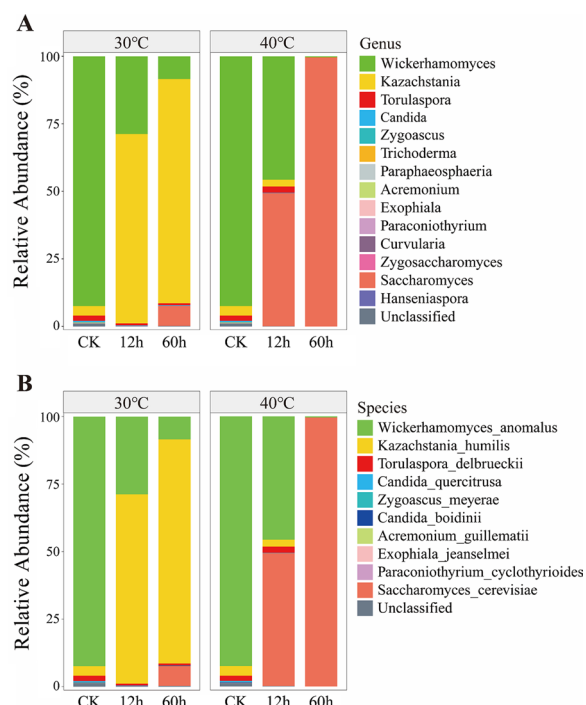 A
30℃ 40℃
Relative Abundance (%)
100
75
50
25
0
CK 12h 60h CK 12h 60h
Genus
Wickerhamomyces
Kazachstania
Torulaspora
Candida
Zygoascus
Trichoderma
Paraphaeosphaeria
Acremonium
Exophiala
Paraconiothyrium
Curvularia
Zygosaccharomyces
Saccharomyces
Hanseniaspora
Unclassified
B
30℃ 40℃
Relative Abundance (%)
100
75
50
25
0
CK 12h 60h CK 12h 60h
Species
Wickerhamomyces_anomalus
Kazachstania_humilis
Torulaspora_delbrueckii
Candida_quercitrusa
Zygoascus_meyerae
Candida_boidinii
Acremonium_guillematii
Exophiala_jeanselmei
Paraconiothyrium_cyclothyrioides
Saccharomyces_cerevisiae
Unclassified